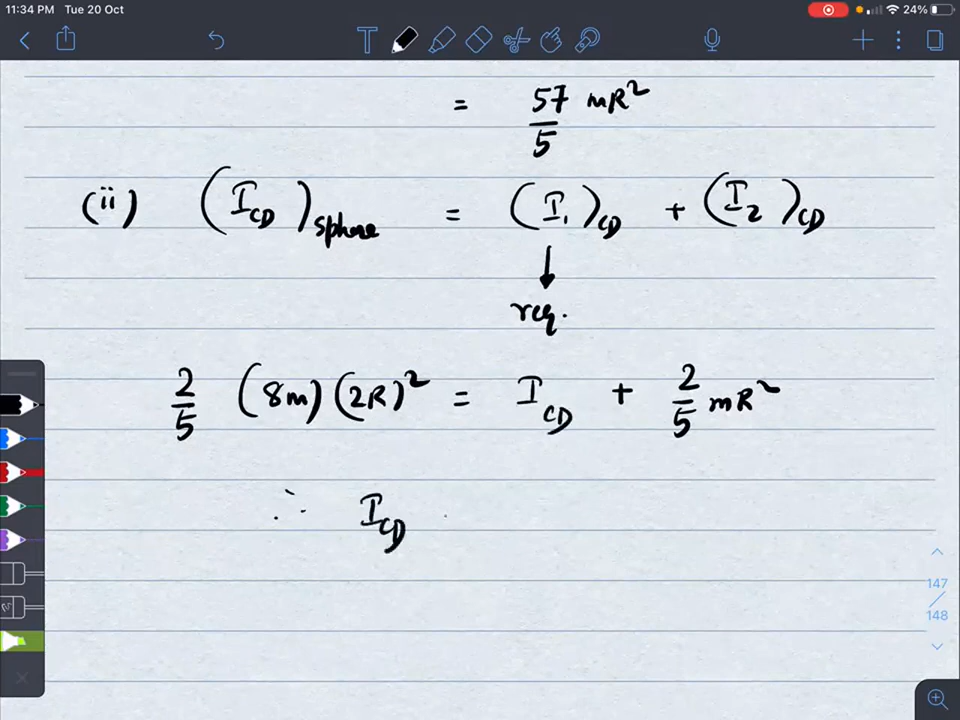 11:34 PM Tue 20 Oct 24%
T
= 57/5 mR²
(ii) (I_CD)_sphere = (I₁)_CD + (I₂)_CD
↓
req.
2/5 (8m)(2R)² = I_CD + 2/5 mR²
∴ I_CD
147
/
148